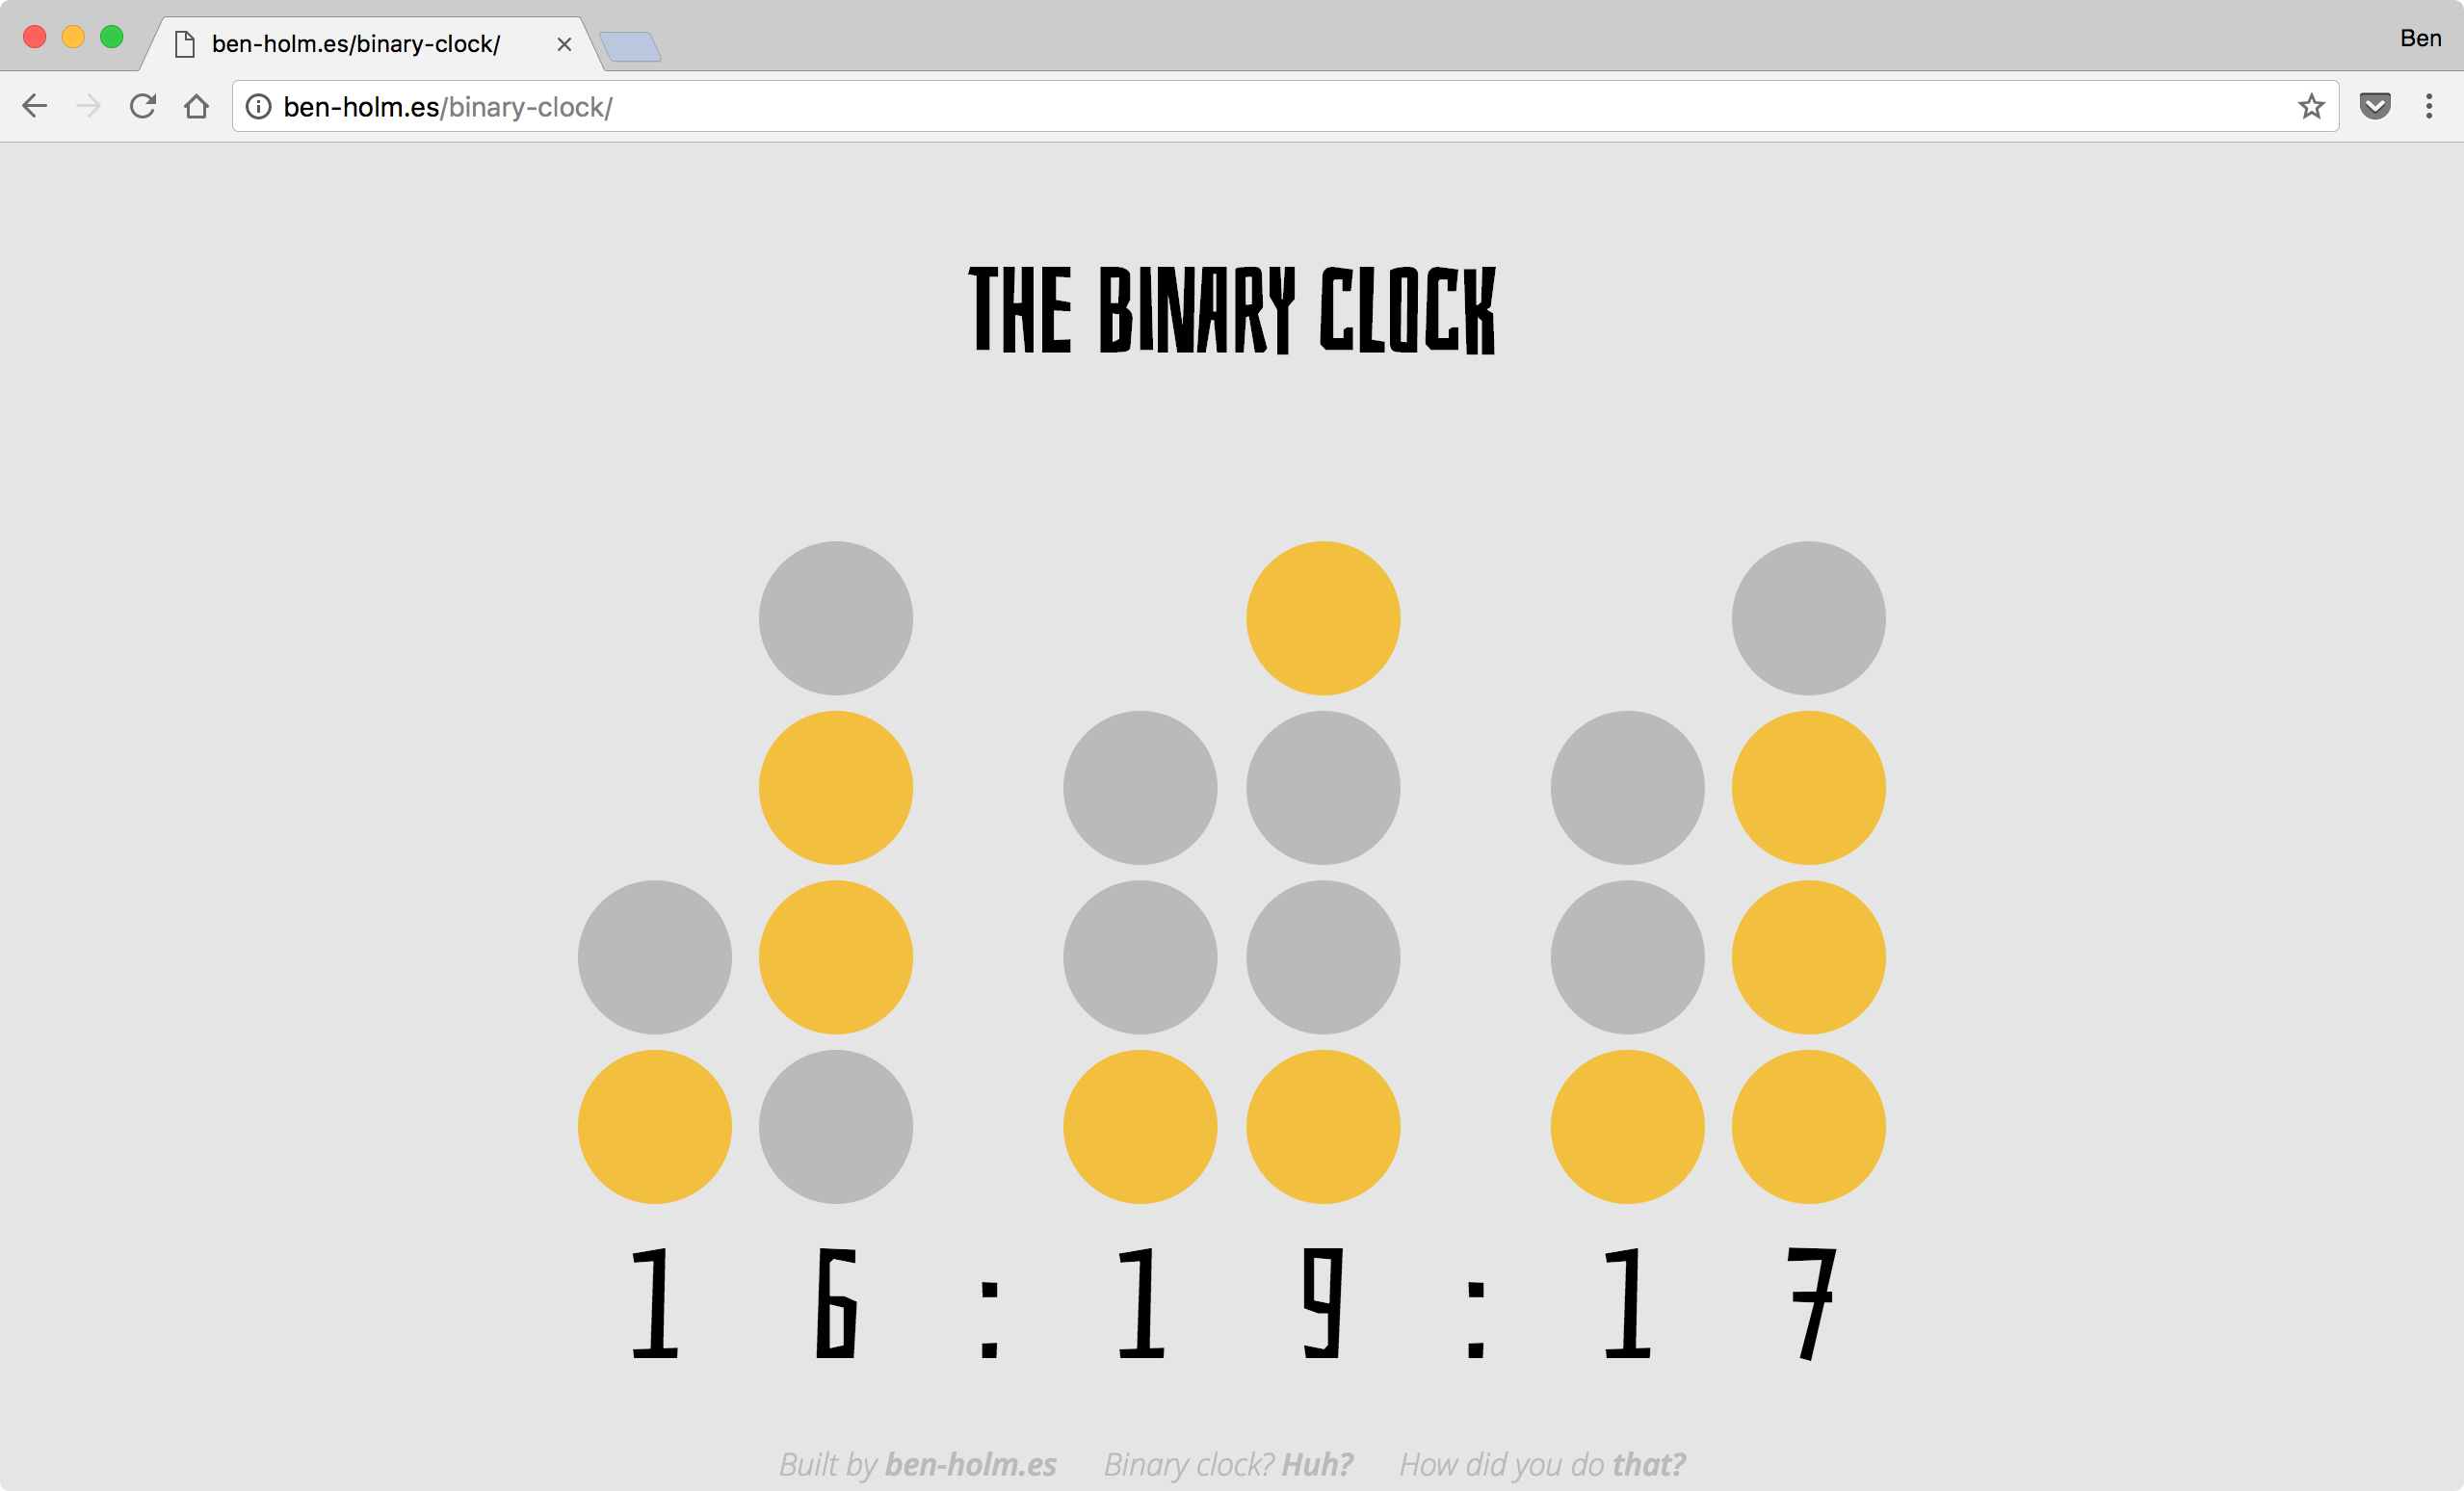 ben-holm.es/binary-clock/
Ben
ben-holm.es/binary-clock/
THE BINARY CLOCK
1 6 : 1 9 : 1 7
Built by ben-holm.es Binary clock? Huh? How did you do that?